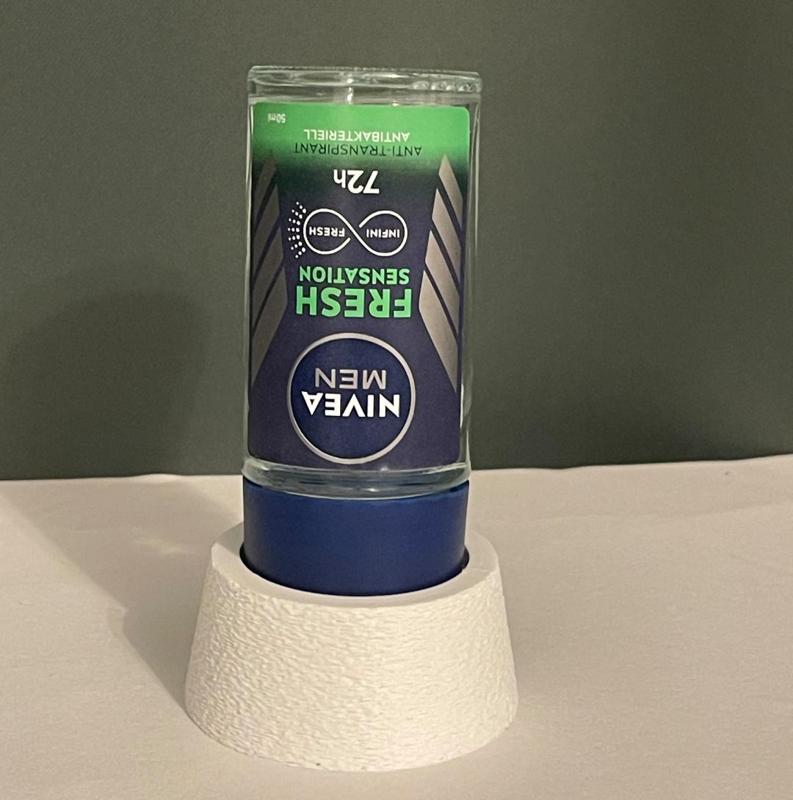 NIVEA
MEN
FRESH
SENSATION
INFINI FRESH
72h
ANTI-TRANSPIRANT
ANTIBAKTERIELL
50ml